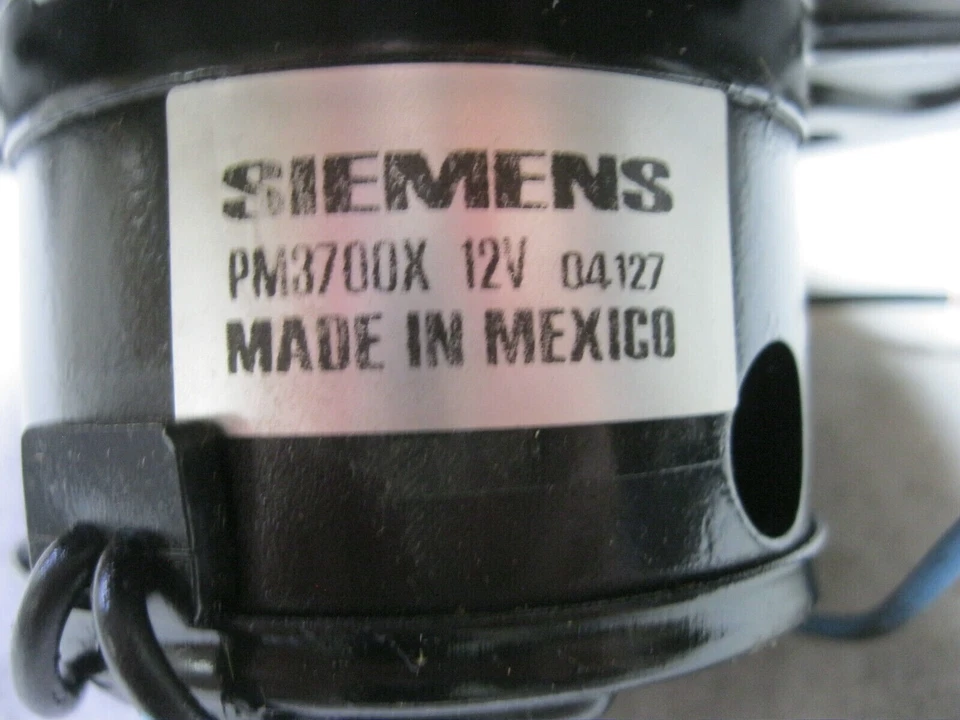 SIEMENS
PM3700X 12V 04127
MADE IN MEXICO